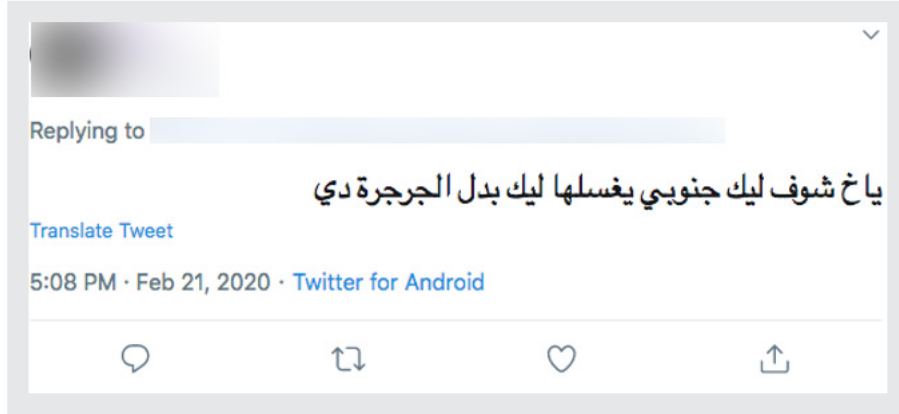 Replying to
ياخ شوف ليك جنوبي يغسلها ليك بدل الجرجرة دي
Translate Tweet
5:08 PM · Feb 21, 2020 · Twitter for Android